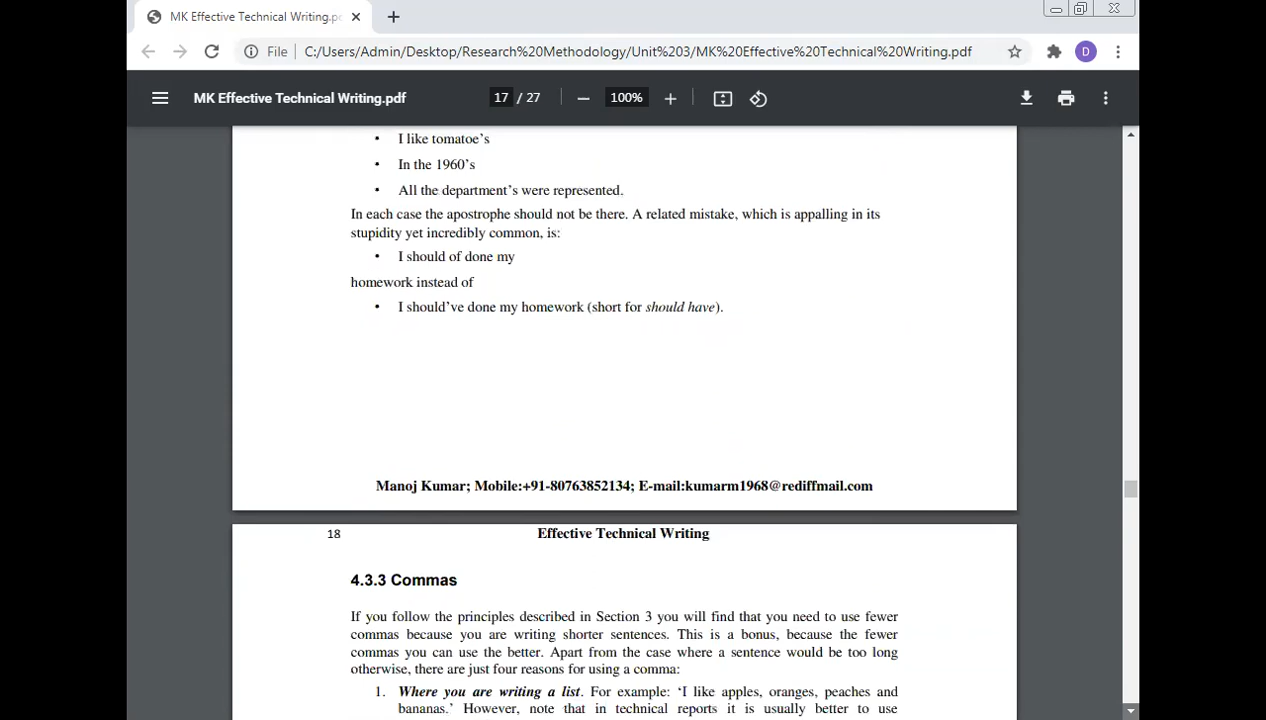 MK Effective Technical Writing.pd
File C:/Users/Admin/Desktop/Research%20Methodology/Unit%203/MK%20Effective%20Technical%20Writing.pdf
D
MK Effective Technical Writing.pdf 17 / 27 100%
• I like tomatoe's
• In the 1960's
• All the department's were represented.
In each case the apostrophe should not be there. A related mistake, which is appalling in its
stupidity yet incredibly common, is:
• I should of done my
homework instead of
• I should've done my homework (short for should have).
Manoj Kumar; Mobile:+91-80763852134; E-mail:kumarm1968@rediffmail.com
18 Effective Technical Writing
4.3.3 Commas
If you follow the principles described in Section 3 you will find that you need to use fewer
commas because you are writing shorter sentences. This is a bonus, because the fewer
commas you can use the better. Apart from the case where a sentence would be too long
otherwise, there are just four reasons for using a comma:
1. Where you are writing a list. For example: 'I like apples, oranges, peaches and
bananas.' However, note that in technical reports it is usually better to use